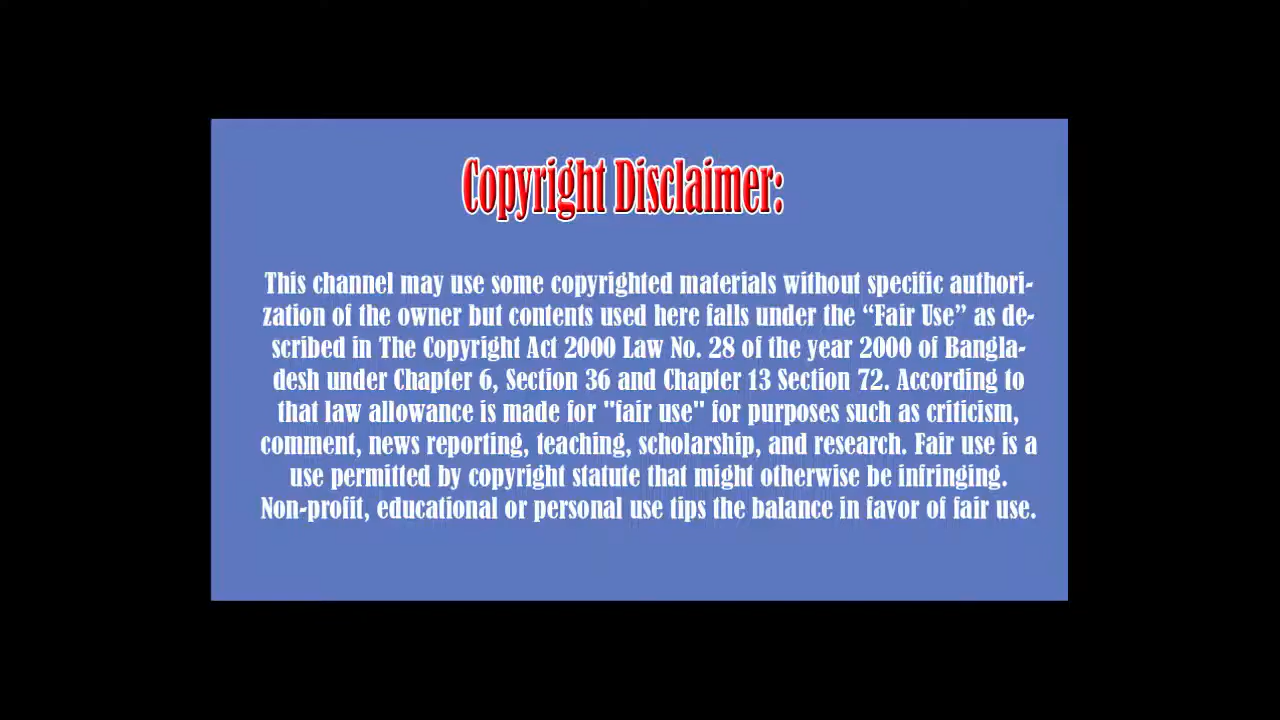 Copyright Disclaimer:
This channel may use some copyrighted materials without specific authori-
zation of the owner but contents used here falls under the “Fair Use” as de-
scribed in The Copyright Act 2000 Law No. 28 of the year 2000 of Bangla-
desh under Chapter 6, Section 36 and Chapter 13 Section 72. According to
that law allowance is made for "fair use" for purposes such as criticism,
comment, news reporting, teaching, scholarship, and research. Fair use is a
use permitted by copyright statute that might otherwise be infringing.
Non-profit, educational or personal use tips the balance in favor of fair use.